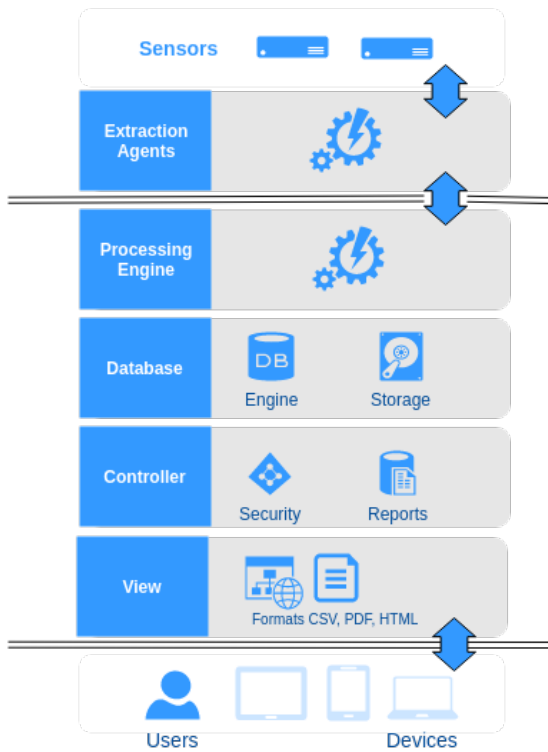 Sensors
Extraction
Agents
Processing
Engine
Database
DB
Engine
Storage
Controller
Security
Reports
View
Formats CSV, PDF, HTML
Users
Devices